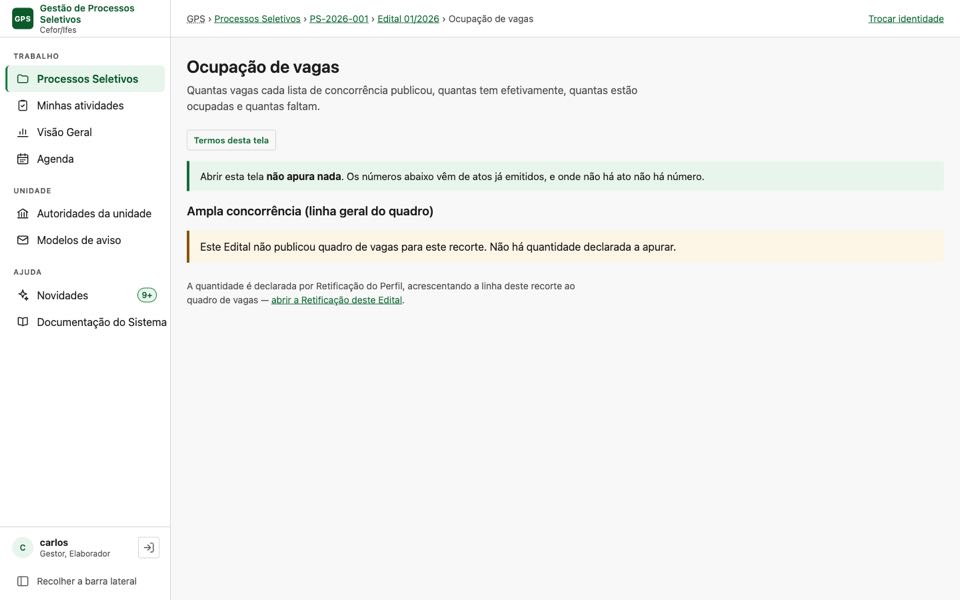 GPS
Gestão de Processos
Seletivos
Cefor/Ifes
GPS › Processos Seletivos › PS-2026-001 › Edital 01/2026 › Ocupação de vagas
Trocar identidade
TRABALHO
Processos Seletivos
Minhas atividades
Visão Geral
Agenda
UNIDADE
Autoridades da unidade
Modelos de aviso
AJUDA
Novidades 9+
Documentação do Sistema
Ocupação de vagas
Quantas vagas cada lista de concorrência publicou, quantas tem efetivamente, quantas estão
ocupadas e quantas faltam.
Termos desta tela
Abrir esta tela não apura nada. Os números abaixo vêm de atos já emitidos, e onde não há ato não há número.
Ampla concorrência (linha geral do quadro)
Este Edital não publicou quadro de vagas para este recorte. Não há quantidade declarada a apurar.
A quantidade é declarada por Retificação do Perfil, acrescentando a linha deste recorte ao
quadro de vagas — abrir a Retificação deste Edital.
C
carlos
Gestor, Elaborador
Recolher a barra lateral